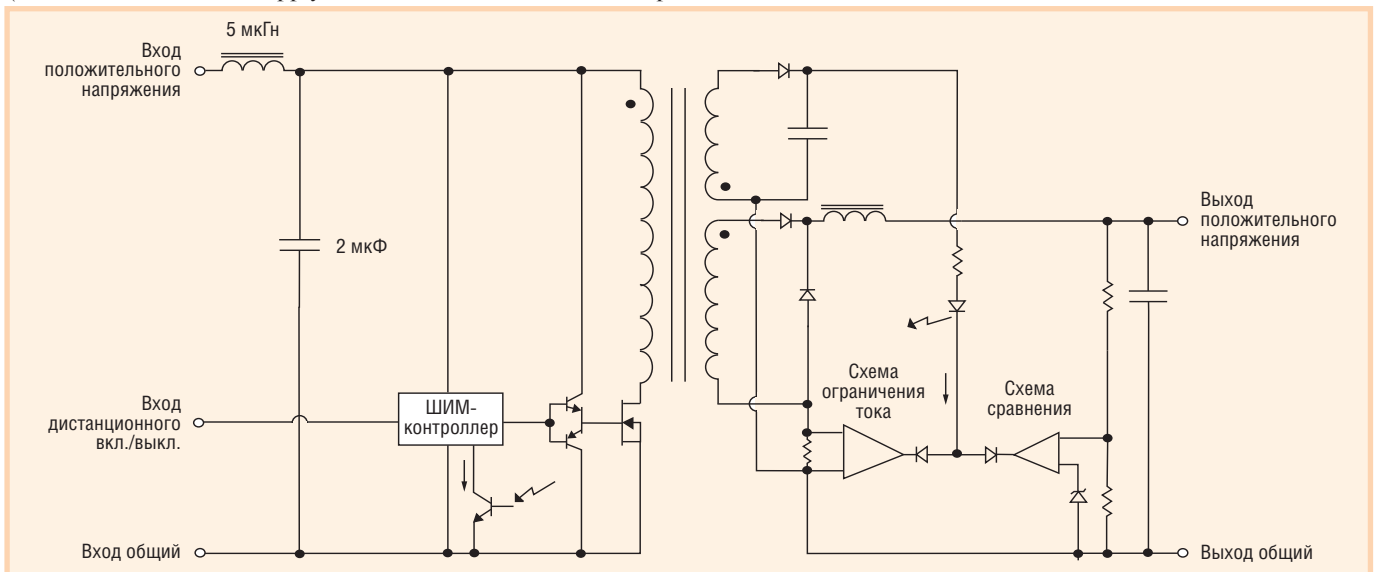 5 мкГн
Вход
положительного
напряжения
2 мкФ
Выход
положительного
напряжения
Схема
ограничения
тока
Схема
сравнения
Вход
дистанционного
вкл./выкл.
ШИМ-
контроллер
Вход общий
Выход общий